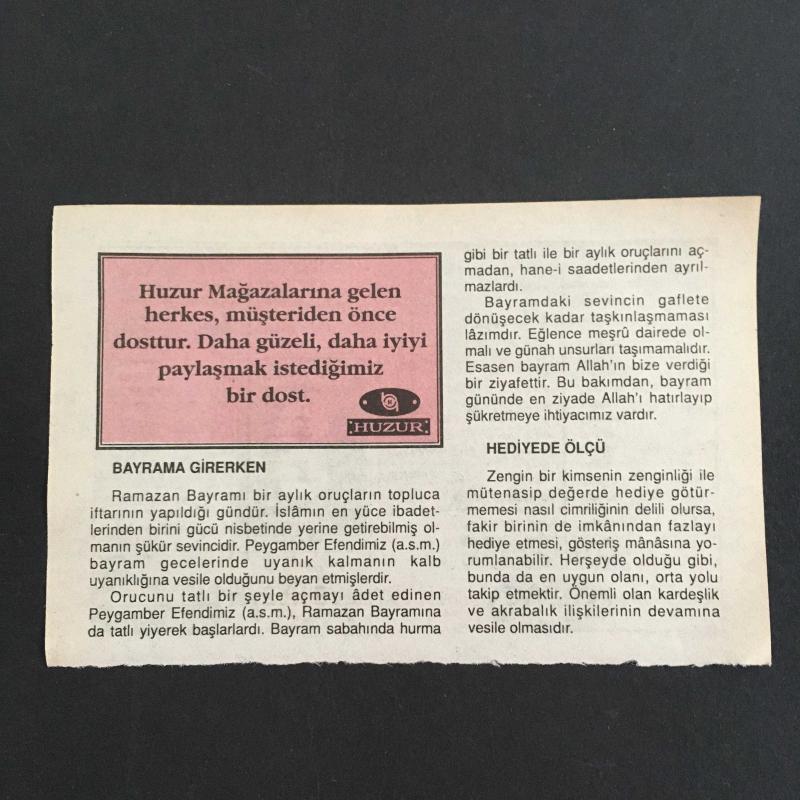 Huzur Mağazalarına gelen
herkes, müşteriden önce
dosttur. Daha güzeli, daha iyiyi
paylaşmak istediğimiz
bir dost.
HUZUR
BAYRAMA GİRERKEN
Ramazan Bayramı bir aylık oruçların topluca
iftarının yapıldığı gündür. İslâmın en yüce ibadet-
lerinden birini gücü nisbetinde yerine getirebilmiş ol-
manın şükür sevincidir. Peygamber Efendimiz (a.s.m.)
bayram gecelerinde uyanık kalmanın kalb
uyanıklığına vesile olduğunu beyan etmişlerdir.
Orucunu tatlı bir şeyle açmayı âdet edinen
Peygamber Efendimiz (a.s.m.), Ramazan Bayramına
da tatlı yiyerek başlarlardı. Bayram sabahında hurma
gibi bir tatlı ile bir aylık oruçlarını aç-
madan, hane-i saadetlerinden ayrıl-
mazlardı.
Bayramdaki sevincin gaflete
dönüşecek kadar taşkınlaşmaması
lâzımdır. Eğlence meşrû dairede ol-
malı ve günah unsurları taşımamalıdır.
Esasen bayram Allah'ın bize verdiği
bir ziyafettir. Bu bakımdan, bayram
gününde en ziyade Allah'ı hatırlayıp
şükretmeye ihtiyacımız vardır.
HEDİYEDE ÖLÇÜ
Zengin bir kimsenin zenginliği ile
mütenasip değerde hediye götür-
memesi nasıl cimriliğinin delili olursa,
fakir birinin de imkânından fazlayı
hediye etmesi, gösteriş mânâsına yo-
rumlanabilir. Herşeyde olduğu gibi,
bunda da en uygun olanı, orta yolu
takip etmektir. Önemli olan kardeşlik
ve akrabalık ilişkilerinin devamına
vesile olmasıdır.